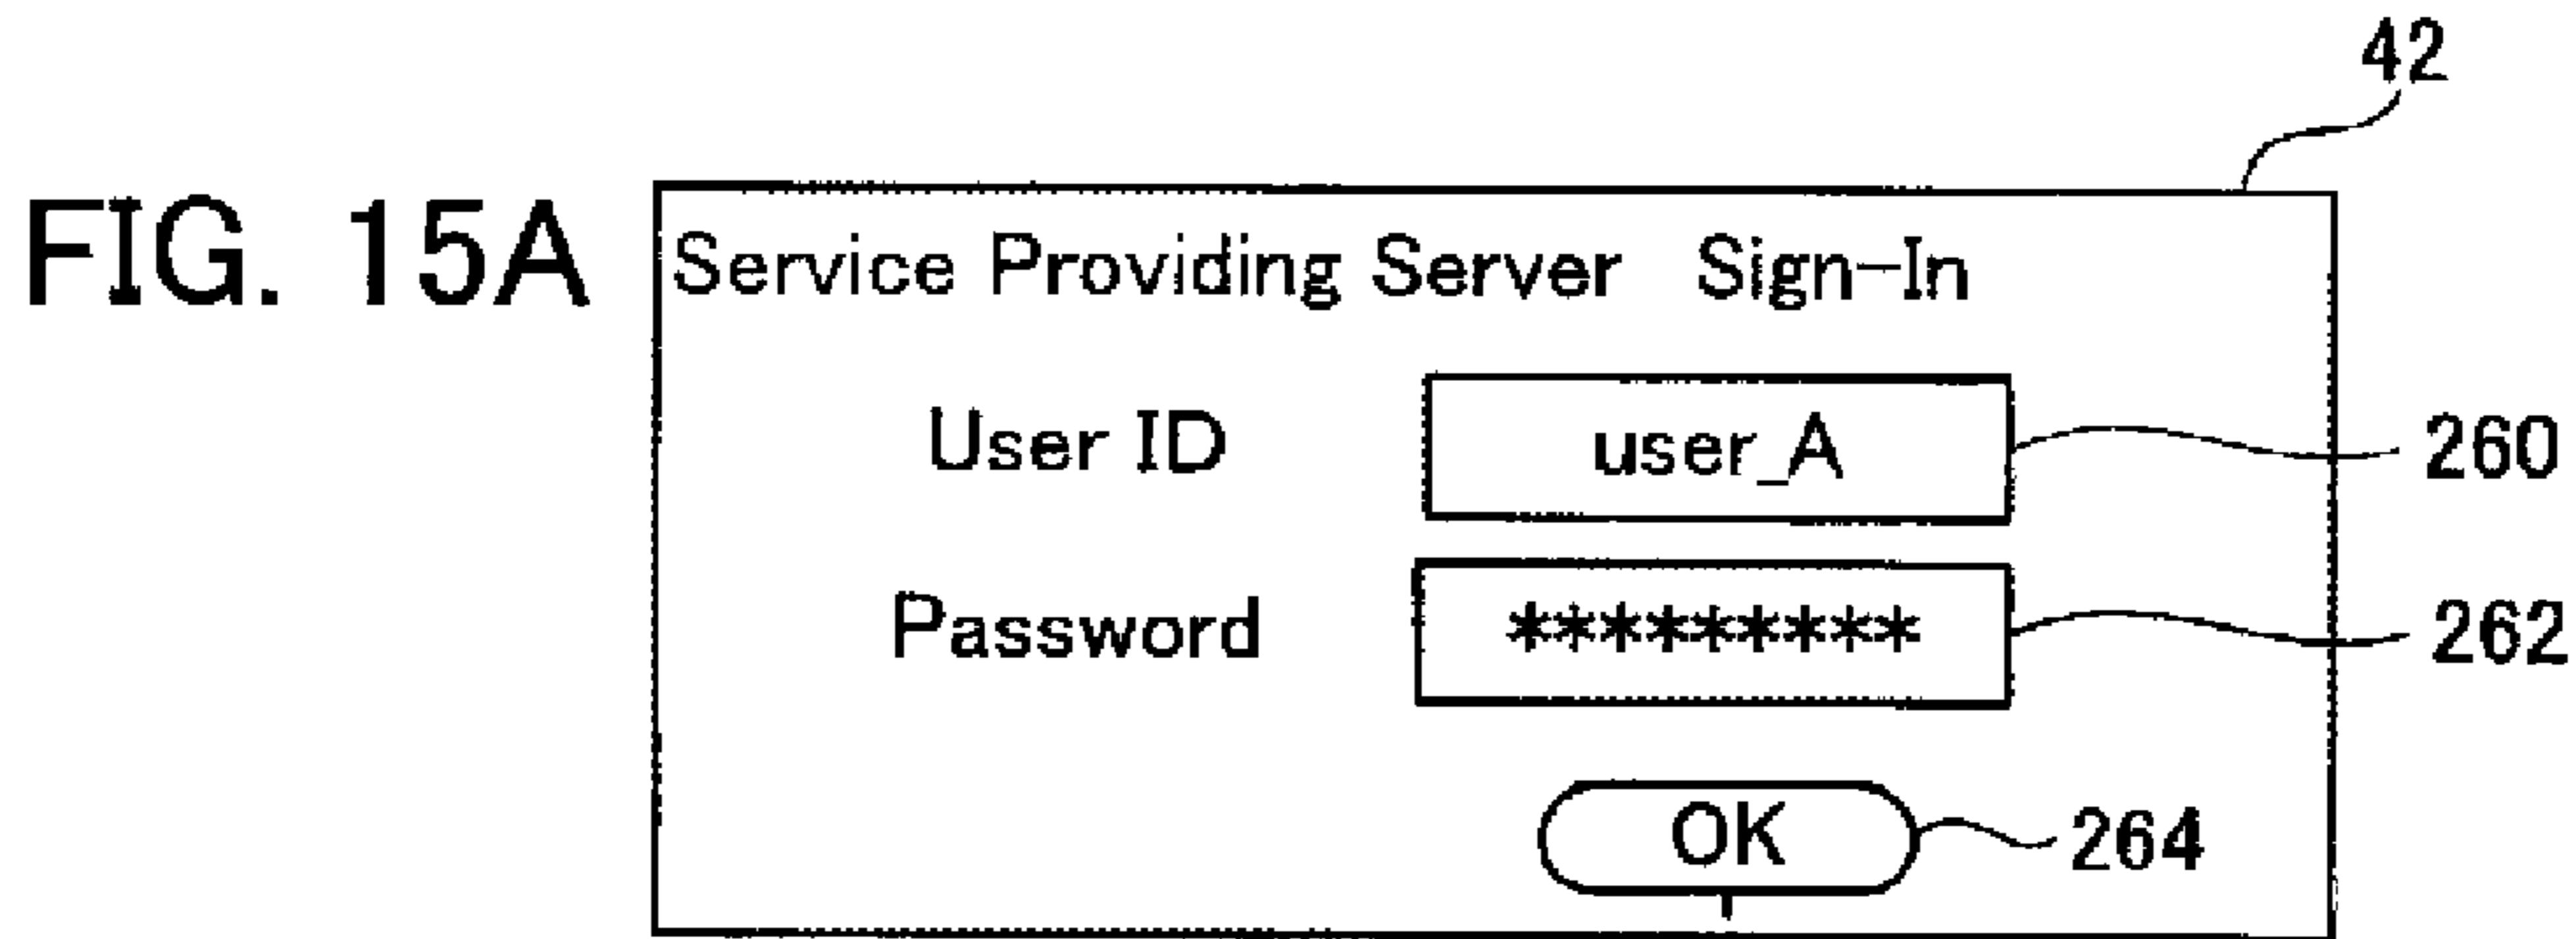 42
FIG. 15A
Service Providing Server Sign-In
User ID user_A 260
Password ********* 262
OK 264